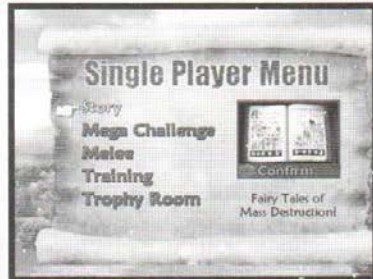 Single Player Menu
Story
Mega Challenge
Melee
Training
Trophy Room
Confirm
Fairy Tales of
Mass Destruction!